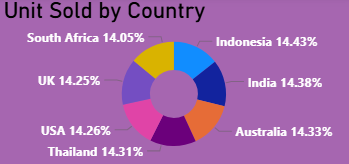 Unit Sold by Country
South Africa 14.05%
Indonesia 14.43%
UK 14.25%
India 14.38%
USA 14.26%
Australia 14.33%
Thailand 14.31%